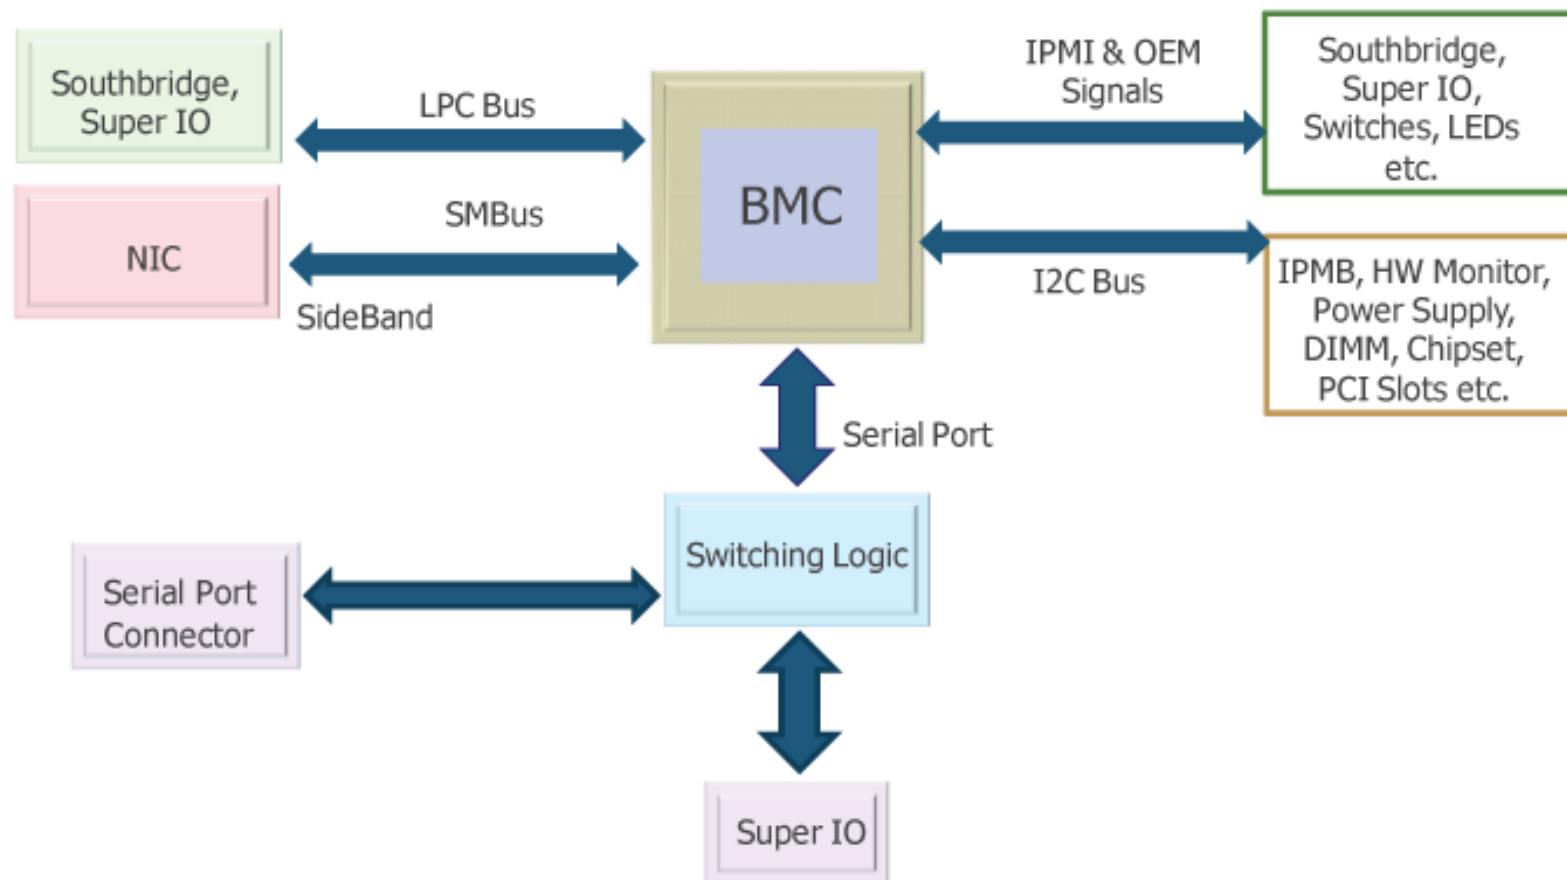 Southbridge,
Super IO
LPC Bus
NIC
SMBus
SideBand
BMC
IPMI & OEM
Signals
Southbridge,
Super IO,
Switches, LEDs
etc.
I2C Bus
IPMB, HW Monitor,
Power Supply,
DIMM, Chipset,
PCI Slots etc.
Serial Port
Switching Logic
Serial Port
Connector
Super IO